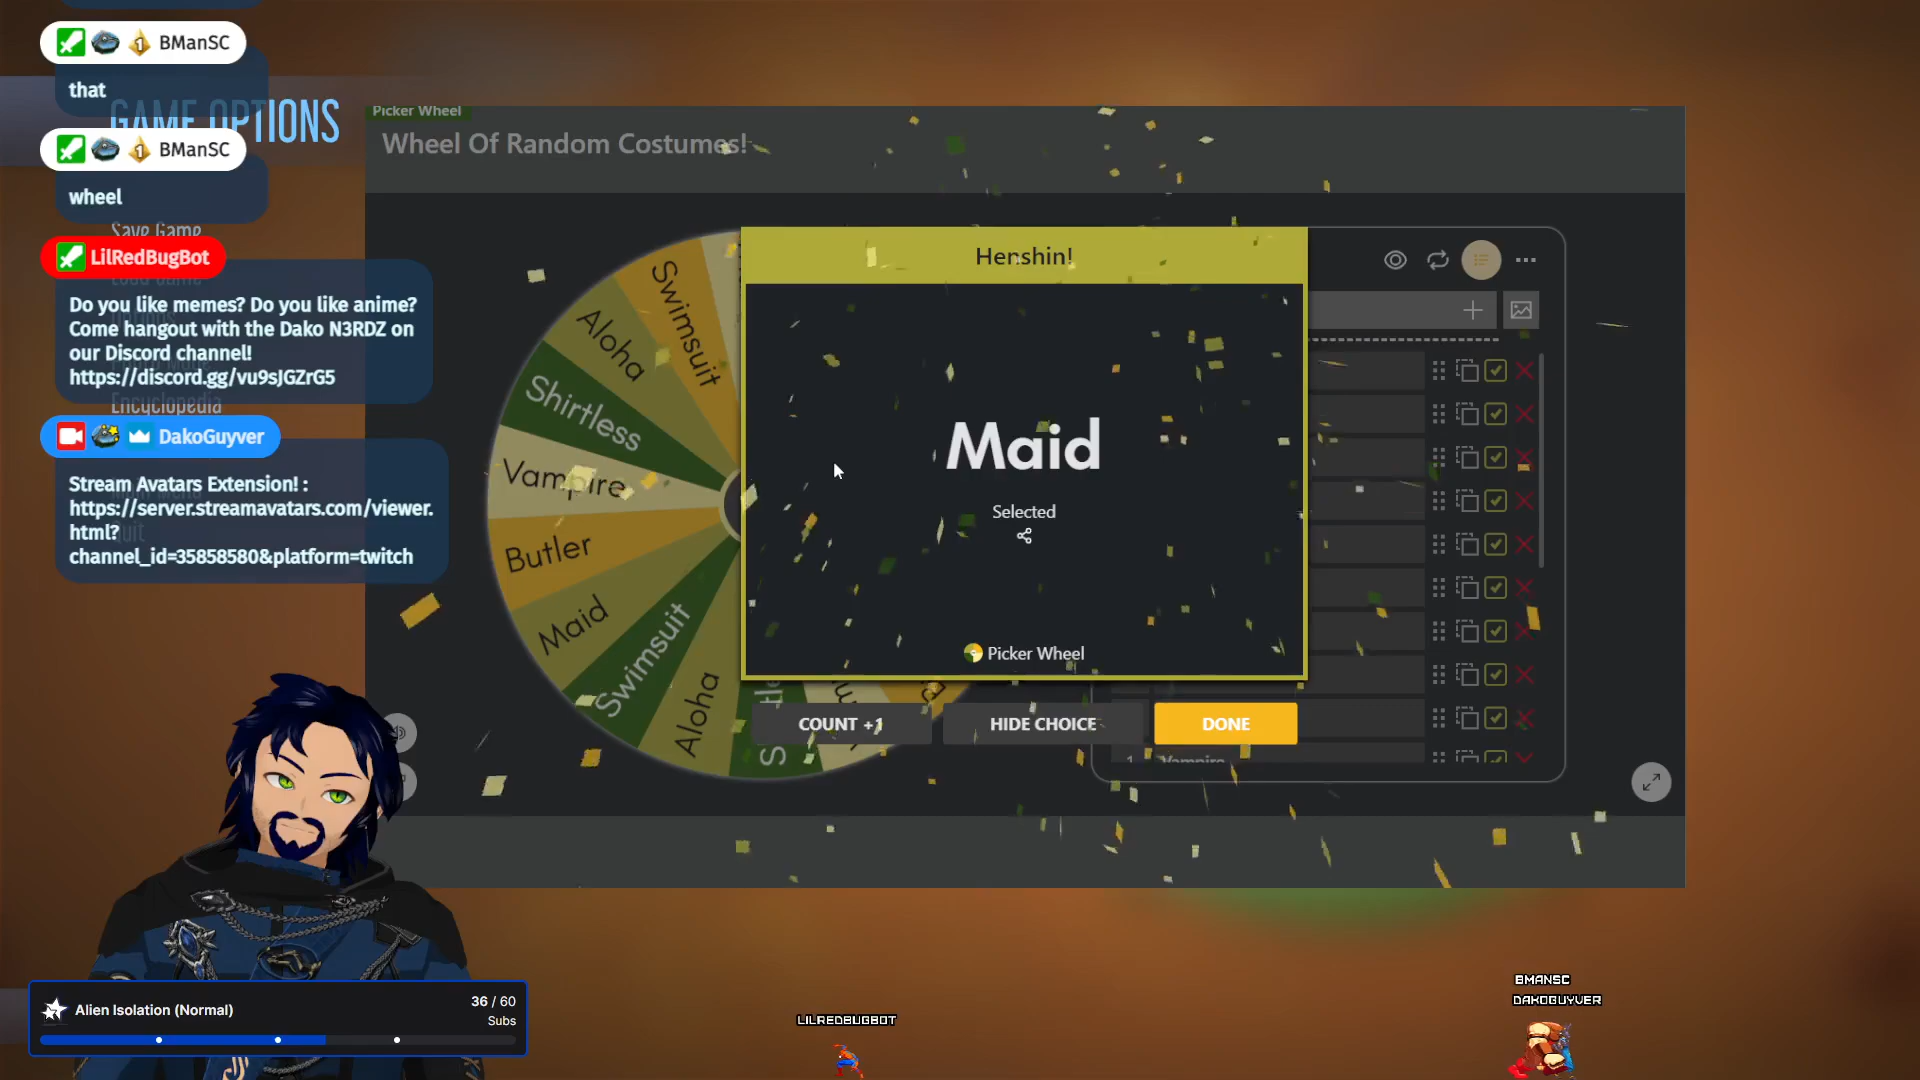 BManSC
that
GAME OPTIONS
BManSC
wheel
Save Game
LilRedBugBot
Do you like memes? Do you like anime?
Come hangout with the Dako N3RDZ on
our Discord channel!
https://discord.gg/vu9sJGZrG5
Encyclopedia
DakoGuyver
Stream Avatars Extension! :
https://server.streamavatars.com/viewer.
html?
channel_id=35858580&platform=twitch
Quit
Picker Wheel
Wheel Of Random Costumes!
Swimsuit
Aloha
Shirtless
Vampire
Butler
Maid
Swimsuit
Aloha
Henshin!
Maid
Selected
Picker Wheel
COUNT +1
HIDE CHOICE
DONE
1 Vampire
Alien Isolation (Normal)
36 / 60
Subs
LILREDBUGBOT
BMANSC
DAKOGUYVER